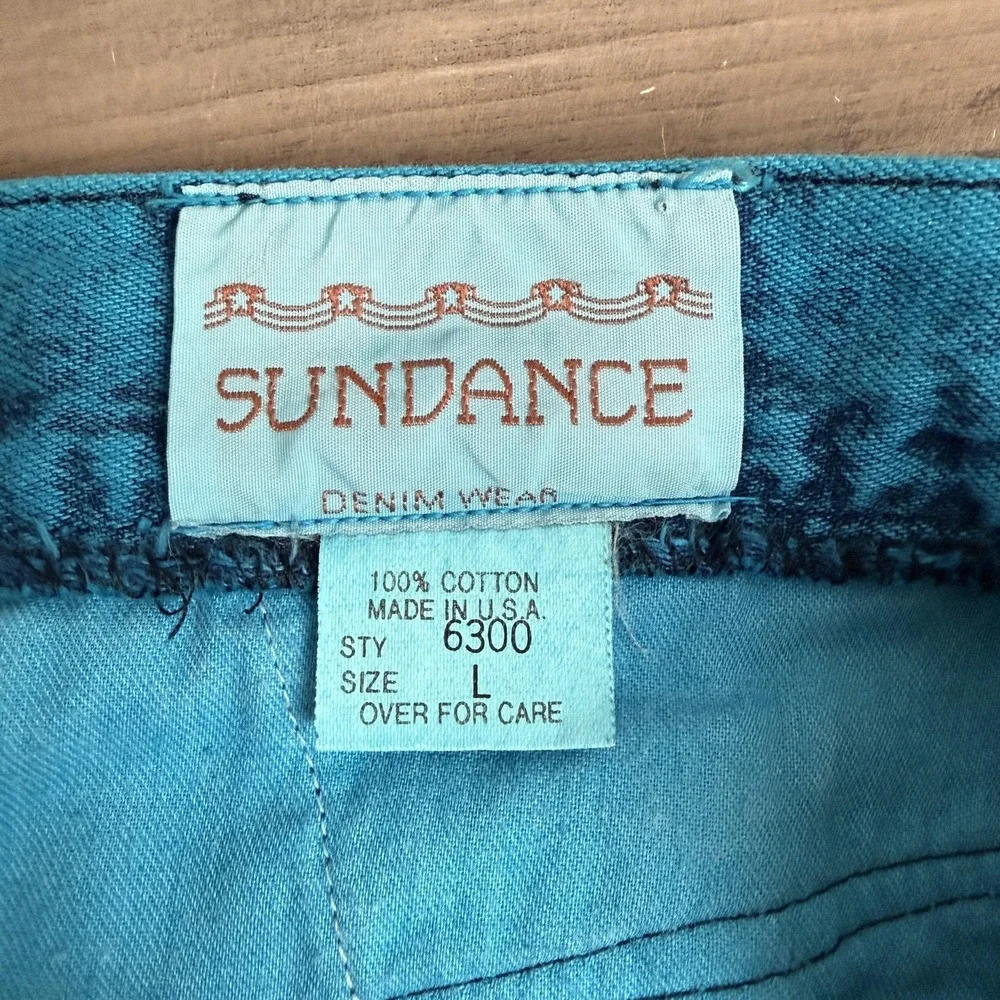 SUNDANCE
DENIM WEAR
100% COTTON
MADE IN U.S.A.
STY 6300
SIZE L
OVER FOR CARE